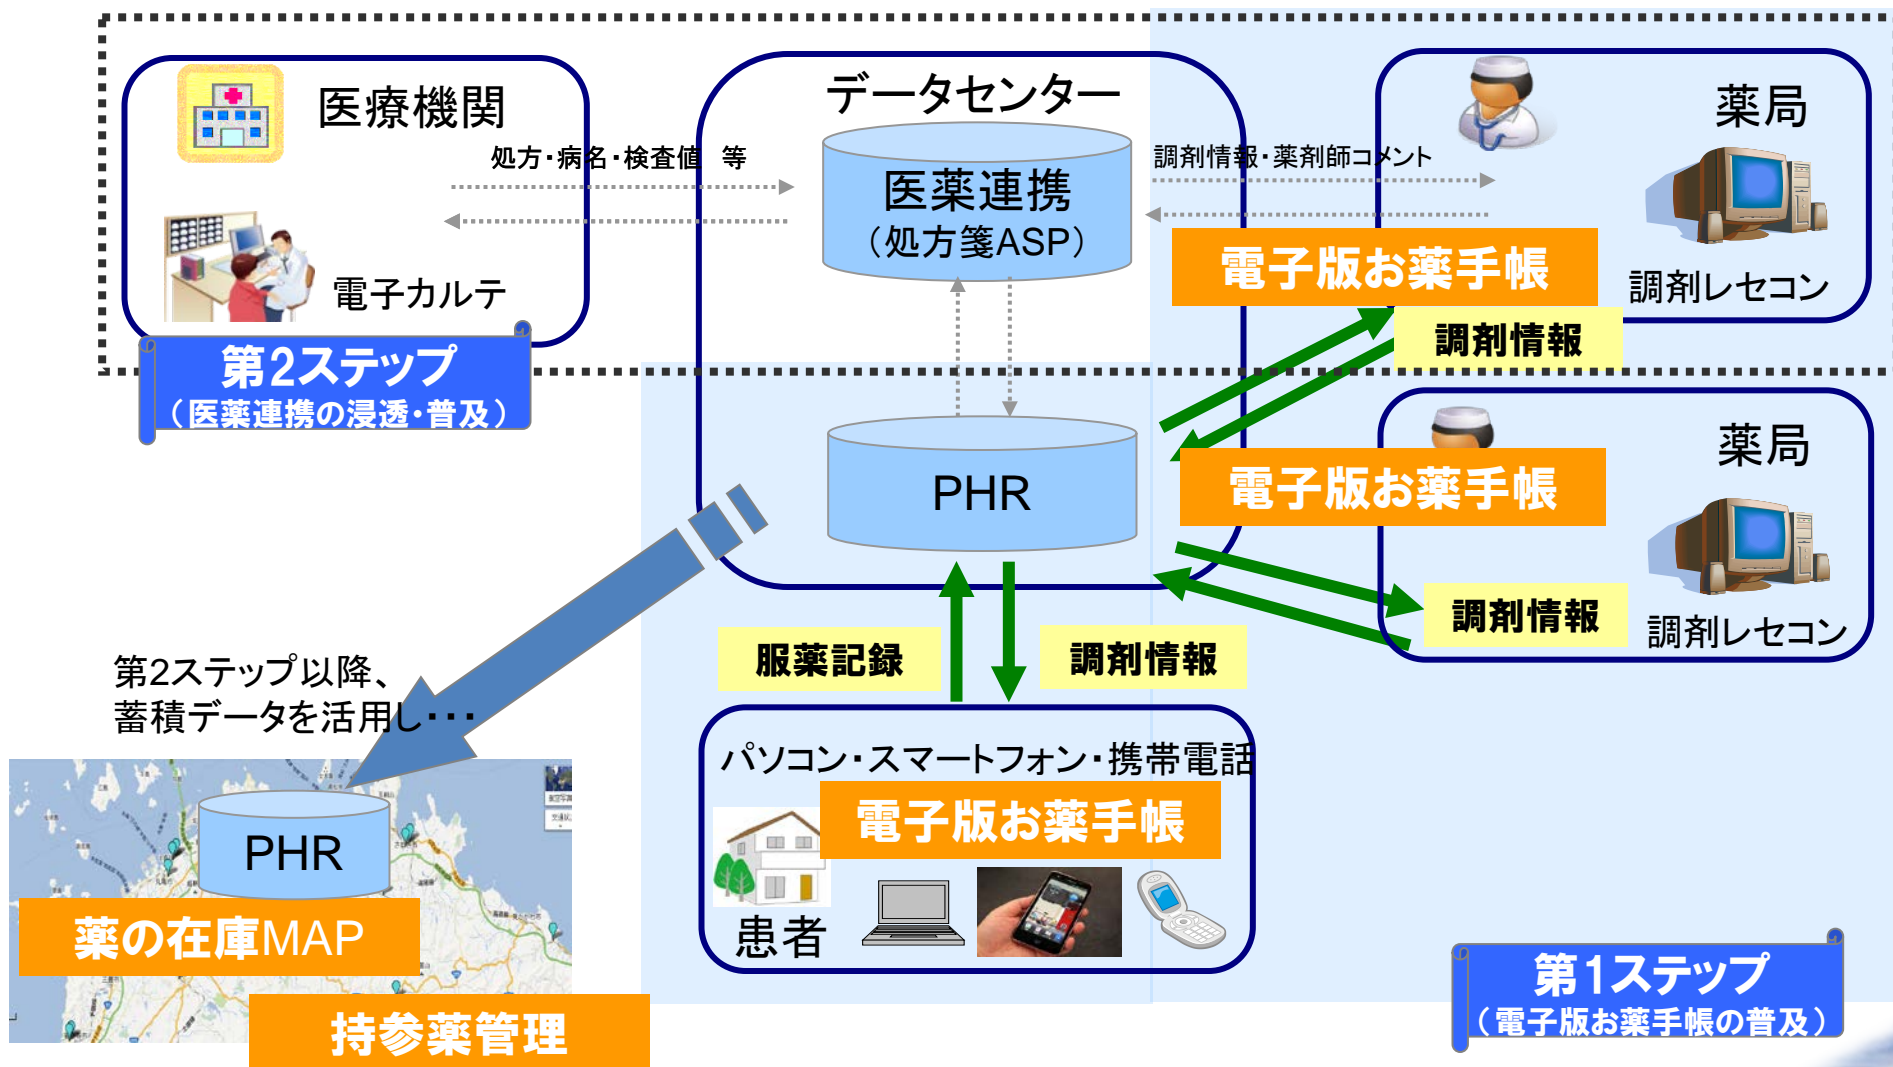 医療機関
処方・病名・検査値　等
電子カルテ
第2ステップ
（医薬連携の浸透・普及）
データセンター
医薬連携
（処方箋ASP）
調剤情報・薬剤師コメント
薬局
電子版お薬手帳
調剤レセコン
調剤情報
PHR
薬局
電子版お薬手帳
調剤情報
調剤レセコン
服薬記録
調剤情報
第2ステップ以降、
蓄積データを活用し・・・
パソコン・スマートフォン・携帯電話
電子版お薬手帳
患者
PHR
薬の在庫MAP
持参薬管理
第1ステップ
（電子版お薬手帳の普及）